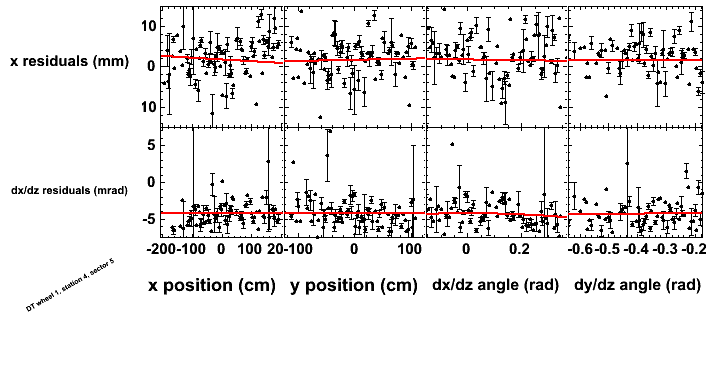 10
x residuals (mm)
0
10
5
dx/dz residuals (mrad)
0
-5
-200 -100 0 100 20 -100 0 100 0 0.2 -0.6 -0.5 -0.4 -0.3 -0.2
x position (cm) y position (cm) dx/dz angle (rad) dy/dz angle (rad)
DT wheel 1, station 4, sector 5